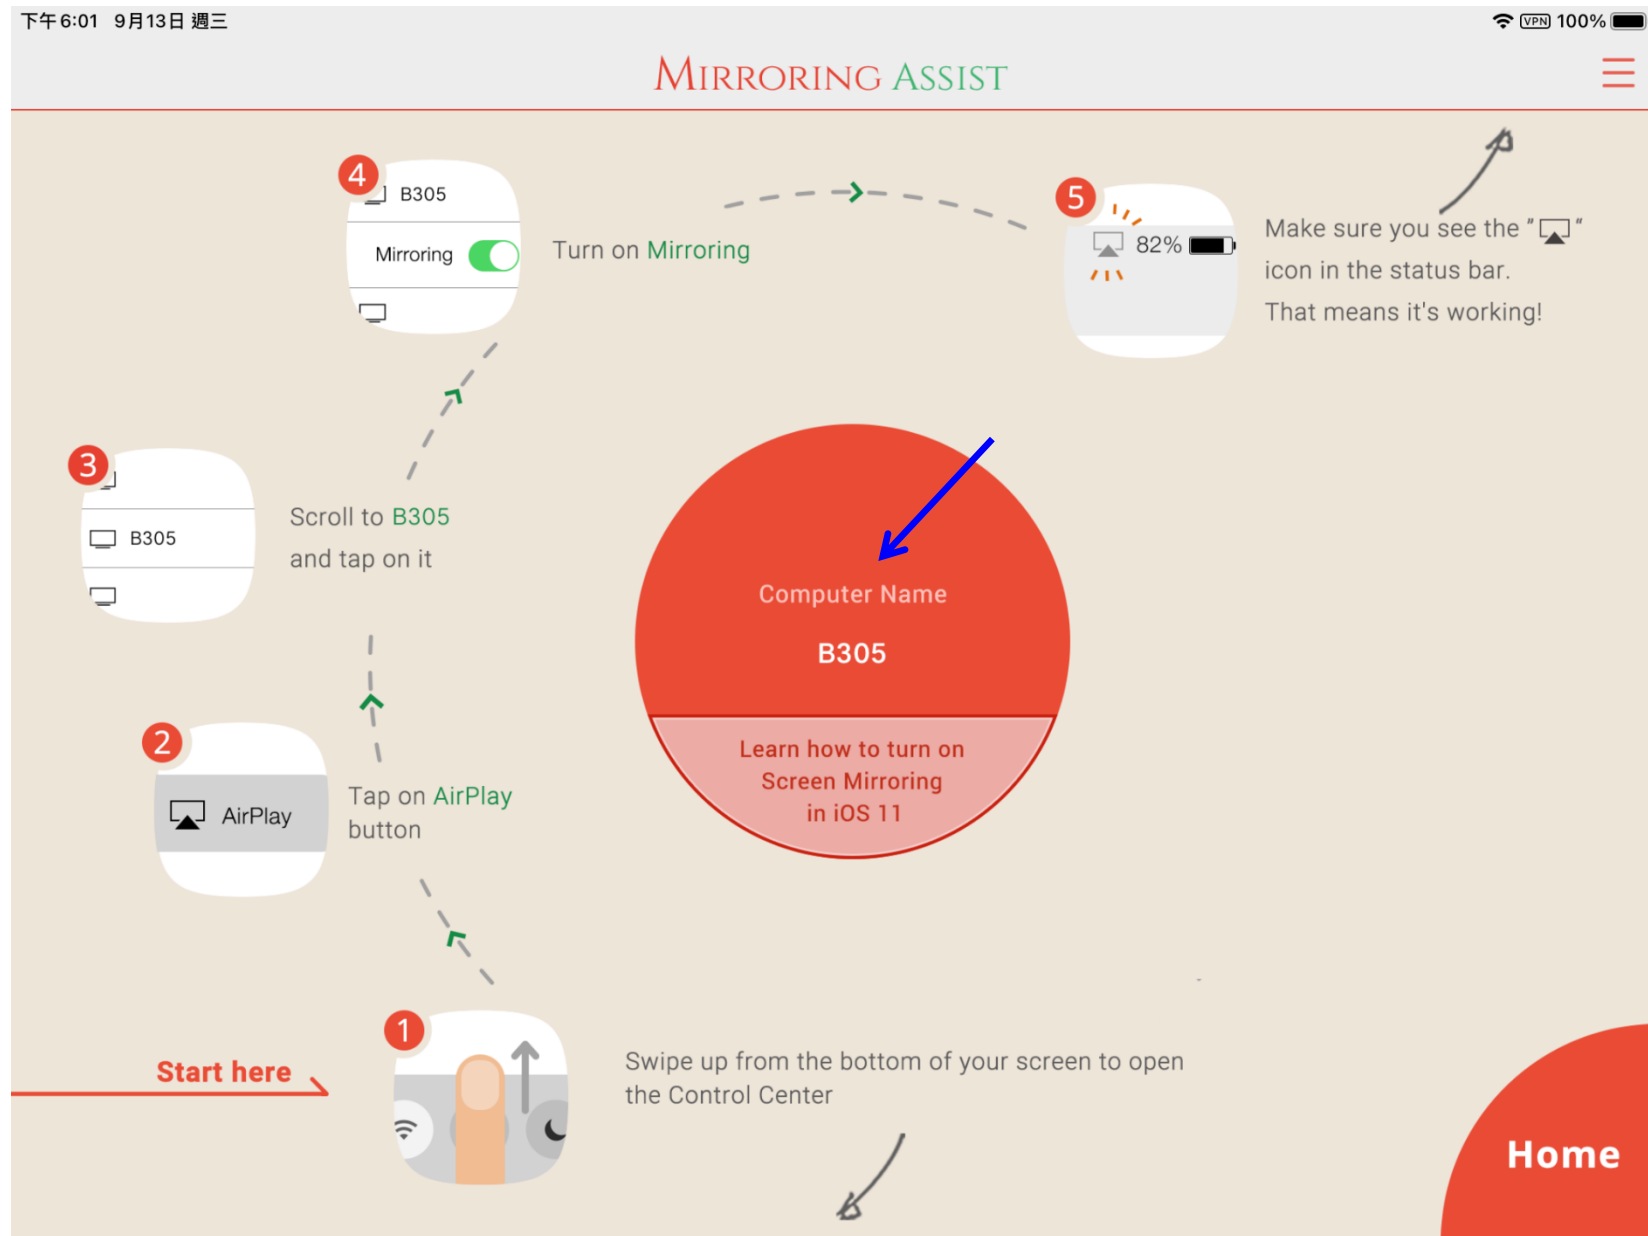 下午6:01 9月13日 週三
VPN 100%
MIRRORING ASSIST
4
B305
Mirroring
Turn on Mirroring
5
82%
Make sure you see the " "
icon in the status bar.
That means it's working!
3
B305
Scroll to B305
and tap on it
Computer Name
B305
Learn how to turn on
Screen Mirroring
in iOS 11
2
AirPlay
Tap on AirPlay
button
1
Start here
Swipe up from the bottom of your screen to open
the Control Center
Home